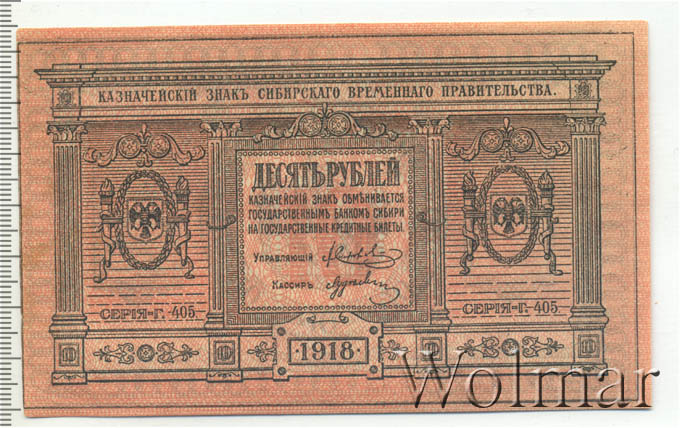 КАЗНАЧЕЙСКІЙ ЗНАКЪ СИБИРСКАГО ВРЕМЕННАГО ПРАВИТЕЛЬСТВА.
ДЕСЯТЬ РУБЛЕЙ
КАЗНАЧЕЙСКІЙ ЗНАКЪ ОБМѢНИВАЕТСЯ
ГОСУДАРСТВЕННЫМЪ БАНКОМЪ СИБИРИ
НА ГОСУДАРСТВЕННЫЕ КРЕДИТНЫЕ БИЛЕТЫ.
УПРАВЛЯЮЩІЙ
КАССИРЪ
СЕРІЯ-Г. 405.
СЕРІЯ-Г. 405.
·1918·
Wolmar